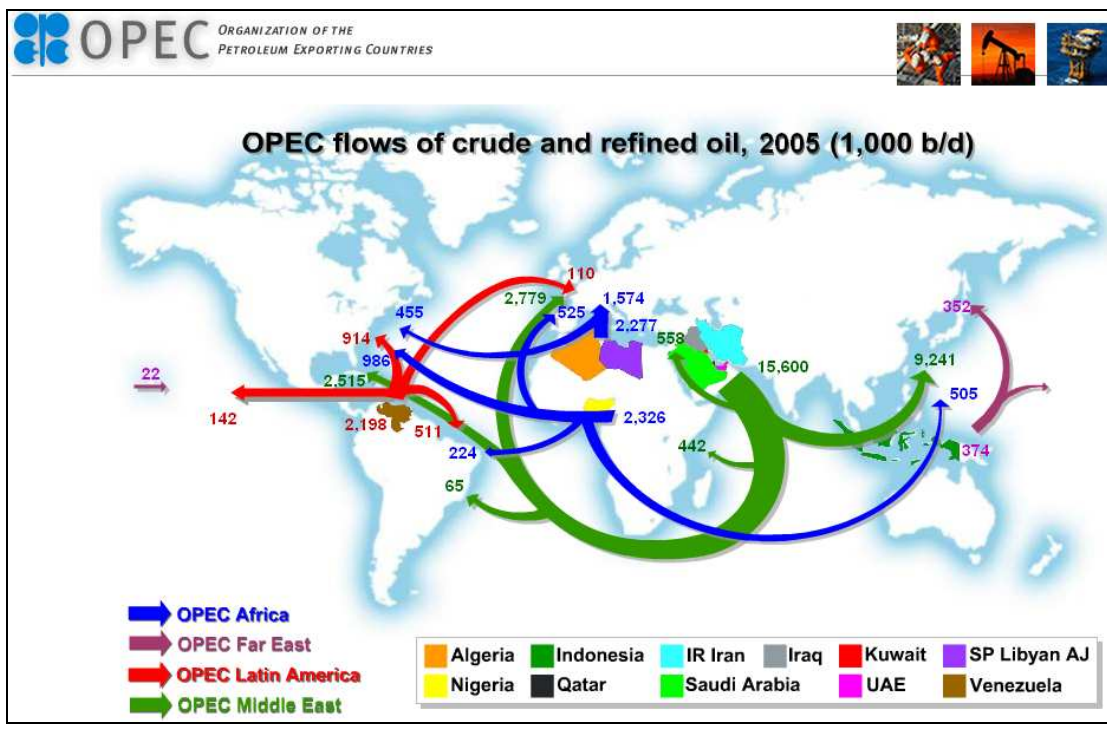 OPEC
ORGANIZATION OF THE
PETROLEUM EXPORTING COUNTRIES
OPEC flows of crude and refined oil, 2005 (1,000 b/d)
110
2,779
1,574
525
455
2,277
352
914
558
986
15,600
9,241
22
2,515
505
142
2,198
511
2,326
224
442
374
65
OPEC Africa
OPEC Far East
OPEC Latin America
OPEC Middle East
Algeria Indonesia IR Iran Iraq Kuwait SP Libyan AJ
Nigeria Qatar Saudi Arabia UAE Venezuela